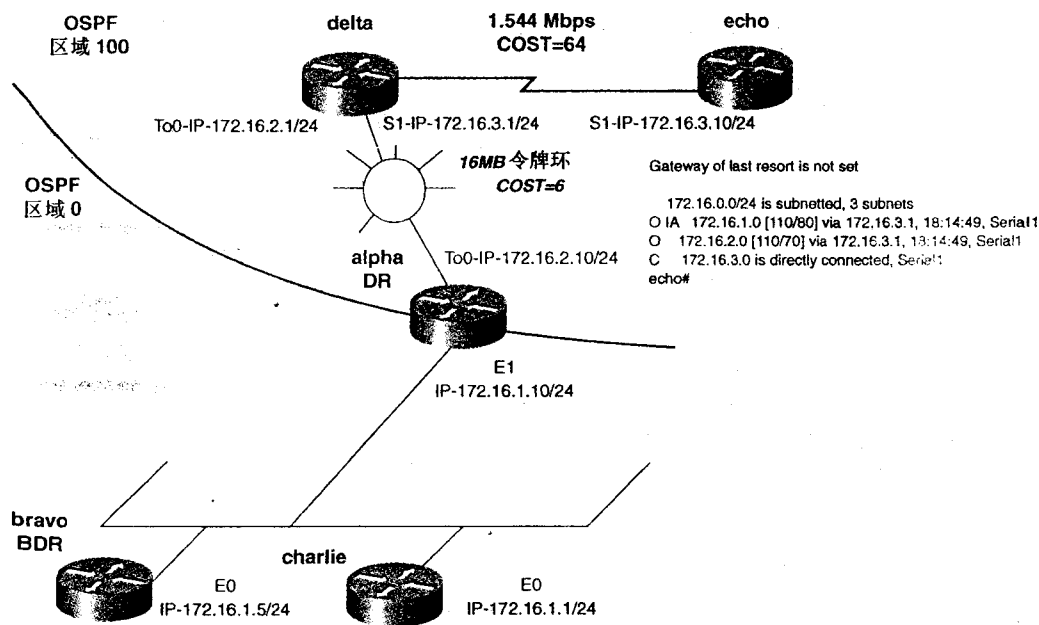 OSPF
区域 100
delta
1.544 Mbps
COST=64
echo
To0-IP-172.16.2.1/24
S1-IP-172.16.3.1/24
S1-IP-172.16.3.10/24
16MB 令牌环
COST=6
OSPF
区域 0
Gateway of last resort is not set
172.16.0.0/24 is subnetted, 3 subnets
O IA 172.16.1.0 [110/80] via 172.16.3.1, 18:14:49, Serial1
O 172.16.2.0 [110/70] via 172.16.3.1, 18:14:49, Serial1
C 172.16.3.0 is directly connected, Serial1
echo#
alpha
DR
To0-IP-172.16.2.10/24
E1
IP-172.16.1.10/24
bravo
BDR
charlie
E0
IP-172.16.1.5/24
E0
IP-172.16.1.1/24